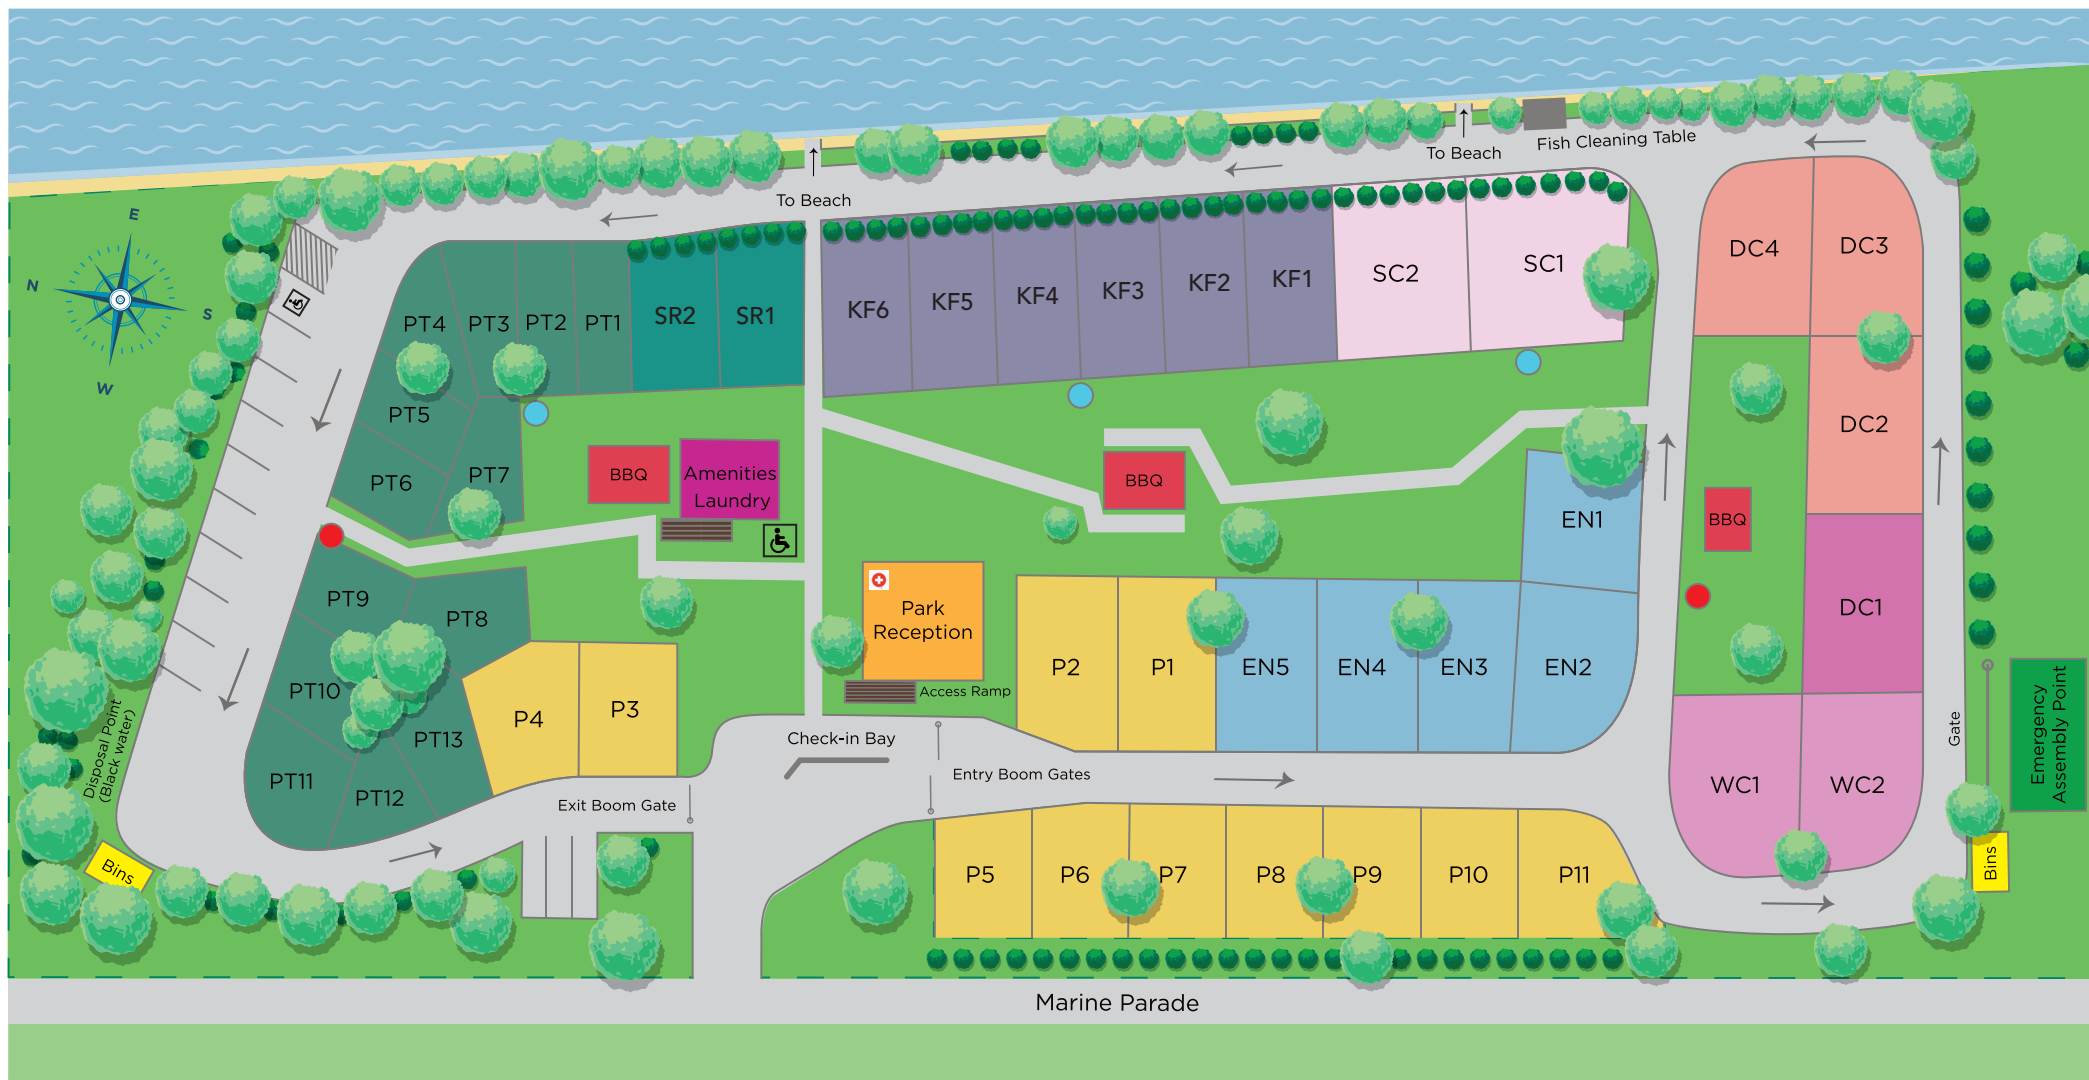 To Beach
Fish Cleaning Table
To Beach
E
N
S
W
DC4
DC3
SC2
SC1
KF6
KF5
KF4
KF3
KF2
KF1
PT4
PT3
PT2
PT1
SR2
SR1
PT5
PT6
PT7
BBQ
Amenities
Laundry
BBQ
DC2
EN1
BBQ
PT9
PT8
Park
Reception
DC1
PT10
P4
P3
P2
P1
EN5
EN4
EN3
EN2
Access Ramp
Disposal Point
(Black water)
PT13
PT11
PT12
Check-in Bay
Entry Boom Gates
Exit Boom Gate
WC1
WC2
Gate
Emergency
Assembly Point
Bins
P5
P6
P7
P8
P9
P10
P11
Bins
Marine Parade